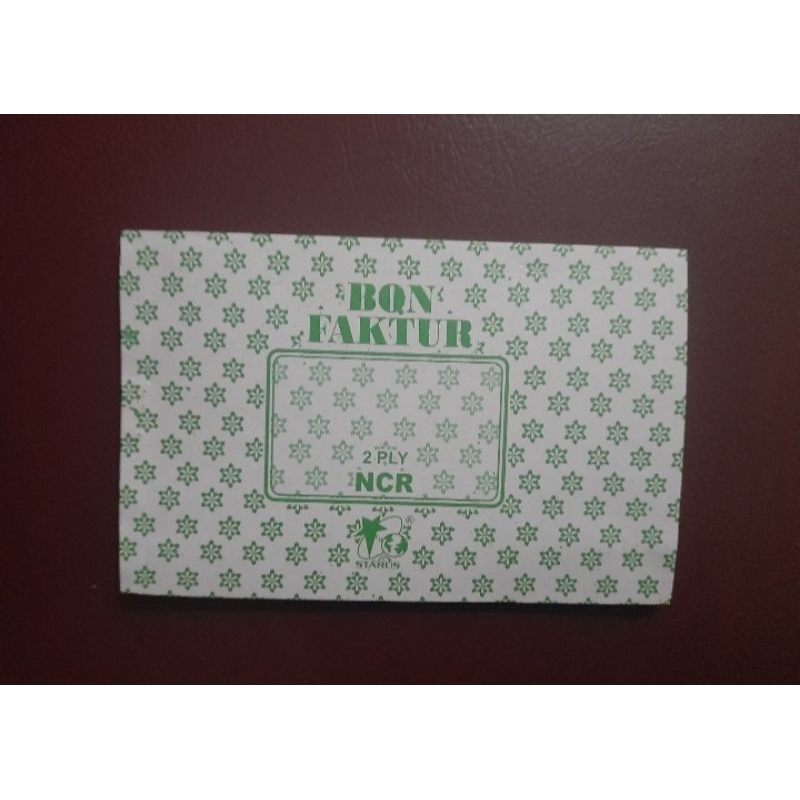 BON
FAKTUR
2 PLY
NCR
®
STARUS